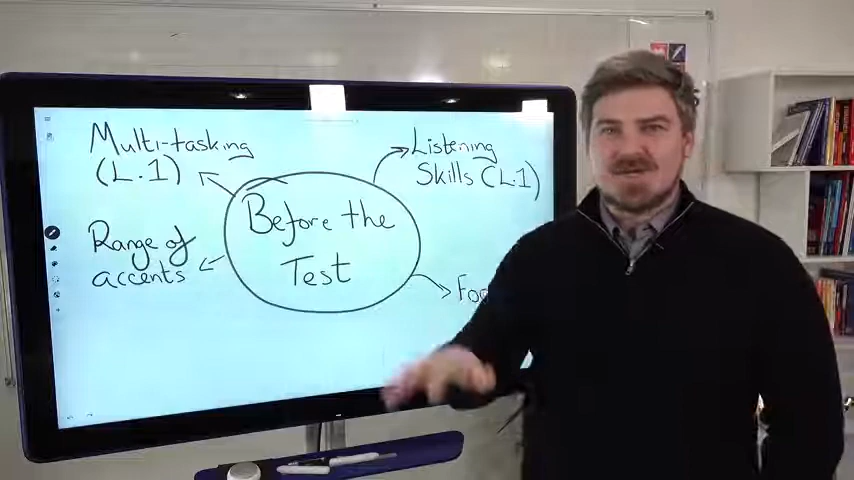 Multi-tasking
(L.1)
Listening
Skills (L.1)
Before the
Test
Range of
accents